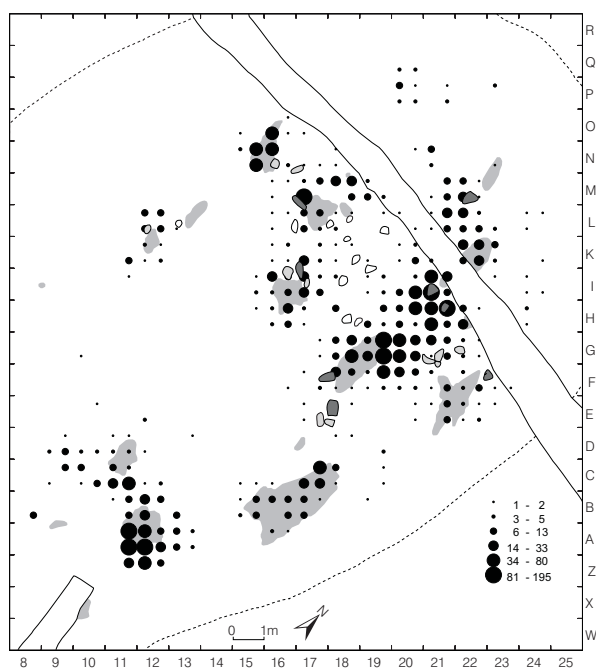 R
Q
P
O
N
M
L
K
I
H
G
F
E
D
C
B
A
Z
X
W
1 - 2
3 - 5
6 - 13
14 - 33
34 - 80
81 - 195
N
0 1m
8 9 10 11 12 13 14 15 16 17 18 19 20 21 22 23 24 25